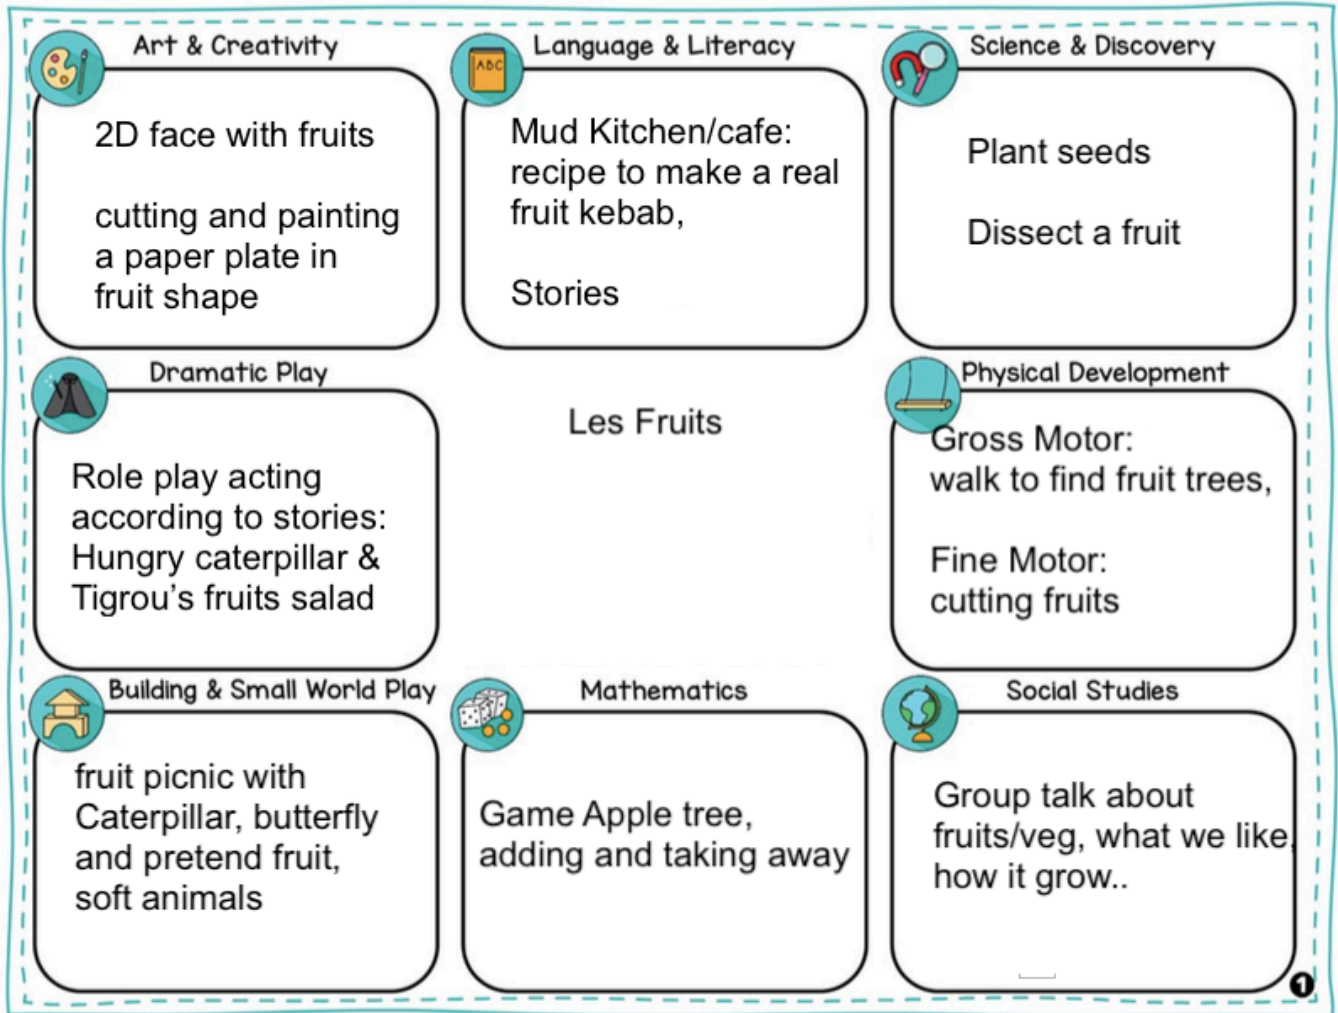 Art & Creativity
2D face with fruits
cutting and painting
a paper plate in
fruit shape
Language & Literacy
ABC
Mud Kitchen/cafe:
recipe to make a real
fruit kebab,
Stories
Science & Discovery
Plant seeds
Dissect a fruit
Dramatic Play
Role play acting
according to stories:
Hungry caterpillar &
Tigrou's fruits salad
Les Fruits
Physical Development
Gross Motor:
walk to find fruit trees,
Fine Motor:
cutting fruits
Building & Small World Play
fruit picnic with
Caterpillar, butterfly
and pretend fruit,
soft animals
Mathematics
Game Apple tree,
adding and taking away
Social Studies
Group talk about
fruits/veg, what we like,
how it grow..
1